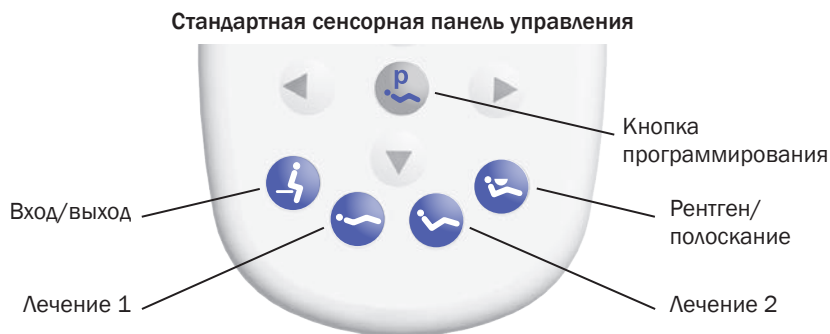 Стандартная сенсорная панель управления
p
Кнопка
программирования
Вход/выход
Рентген/
полоскание
Лечение 1
Лечение 2